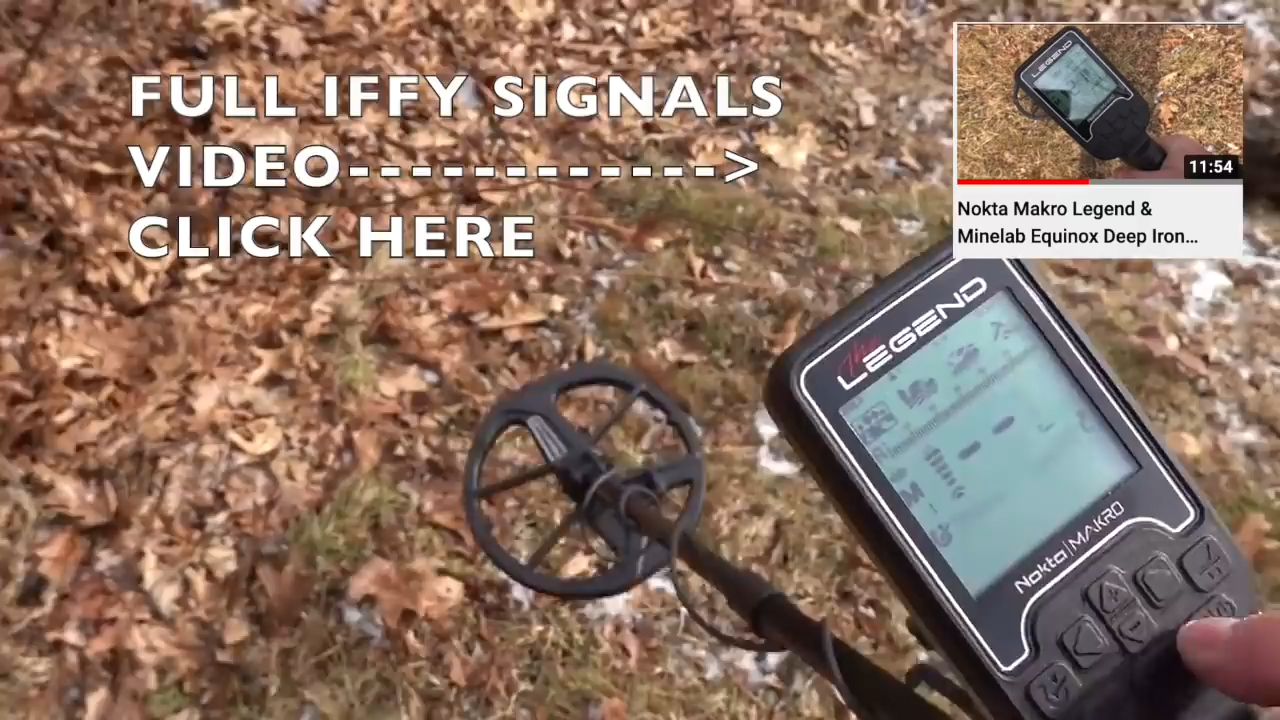 FULL IFFY SIGNALS
VIDEO------------->
CLICK HERE
11:54
Nokta Makro Legend &
Minelab Equinox Deep Iron...
LEGEND
The
LEGEND
Nokta|MAKRO
M